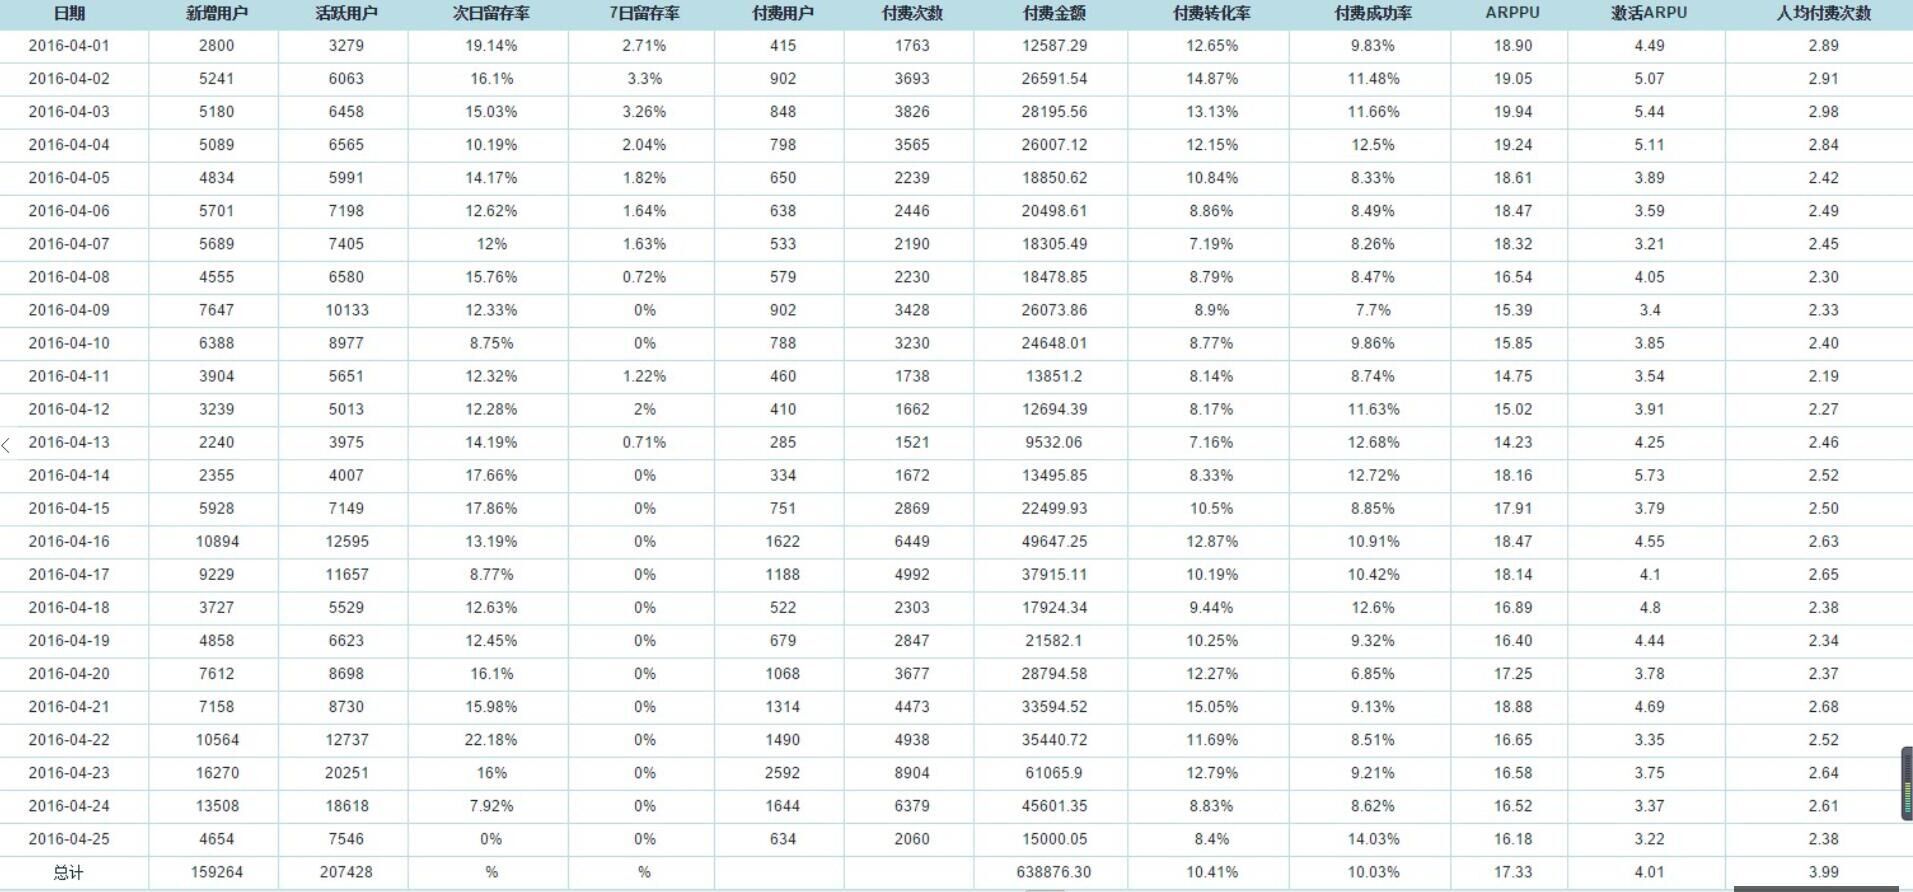 日期 新增用户 活跃用户 次日留存率 7日留存率 付费用户 付费次数 付费金额 付费转化率 付费成功率 ARPPU 激活ARPU 人均付费次数
2016-04-01 2800 3279 19.14% 2.71% 415 1763 12587.29 12.65% 9.83% 18.90 4.49 2.89
2016-04-02 5241 6063 16.1% 3.3% 902 3693 26591.54 14.87% 11.48% 19.05 5.07 2.91
2016-04-03 5180 6458 15.03% 3.26% 848 3826 28195.56 13.13% 11.66% 19.94 5.44 2.98
2016-04-04 5089 6565 10.19% 2.04% 798 3565 26007.12 12.15% 12.5% 19.24 5.11 2.84
2016-04-05 4834 5991 14.17% 1.82% 650 2239 18850.62 10.84% 8.33% 18.61 3.89 2.42
2016-04-06 5701 7198 12.62% 1.64% 638 2446 20498.61 8.86% 8.49% 18.47 3.59 2.49
2016-04-07 5689 7405 12% 1.63% 533 2190 18305.49 7.19% 8.26% 18.32 3.21 2.45
2016-04-08 4555 6580 15.76% 0.72% 579 2230 18478.85 8.79% 8.47% 16.54 4.05 2.30
2016-04-09 7647 10133 12.33% 0% 902 3428 26073.86 8.9% 7.7% 15.39 3.4 2.33
2016-04-10 6388 8977 8.75% 0% 788 3230 24648.01 8.77% 9.86% 15.85 3.85 2.40
2016-04-11 3904 5651 12.32% 1.22% 460 1738 13851.2 8.14% 8.74% 14.75 3.54 2.19
2016-04-12 3239 5013 12.28% 2% 410 1662 12694.39 8.17% 11.63% 15.02 3.91 2.27
2016-04-13 2240 3975 14.19% 0.71% 285 1521 9532.06 7.16% 12.68% 14.23 4.25 2.46
2016-04-14 2355 4007 17.66% 0% 334 1672 13495.85 8.33% 12.72% 18.16 5.73 2.52
2016-04-15 5928 7149 17.86% 0% 751 2869 22499.93 10.5% 8.85% 17.91 3.79 2.50
2016-04-16 10894 12595 13.19% 0% 1622 6449 49647.25 12.87% 10.91% 18.47 4.55 2.63
2016-04-17 9229 11657 8.77% 0% 1188 4992 37915.11 10.19% 10.42% 18.14 4.1 2.65
2016-04-18 3727 5529 12.63% 0% 522 2303 17924.34 9.44% 12.6% 16.89 4.8 2.38
2016-04-19 4858 6623 12.45% 0% 679 2847 21582.1 10.25% 9.32% 16.40 4.44 2.34
2016-04-20 7612 8698 16.1% 0% 1068 3677 28794.58 12.27% 6.85% 17.25 3.78 2.37
2016-04-21 7158 8730 15.98% 0% 1314 4473 33594.52 15.05% 9.13% 18.88 4.69 2.68
2016-04-22 10564 12737 22.18% 0% 1490 4938 35440.72 11.69% 8.51% 16.65 3.35 2.52
2016-04-23 16270 20251 16% 0% 2592 8904 61065.9 12.79% 9.21% 16.58 3.75 2.64
2016-04-24 13508 18618 7.92% 0% 1644 6379 45601.35 8.83% 8.62% 16.52 3.37 2.61
2016-04-25 4654 7546 0% 0% 634 2060 15000.05 8.4% 14.03% 16.18 3.22 2.38
总计 159264 207428 % % 638876.30 10.41% 10.03% 17.33 4.01 3.99